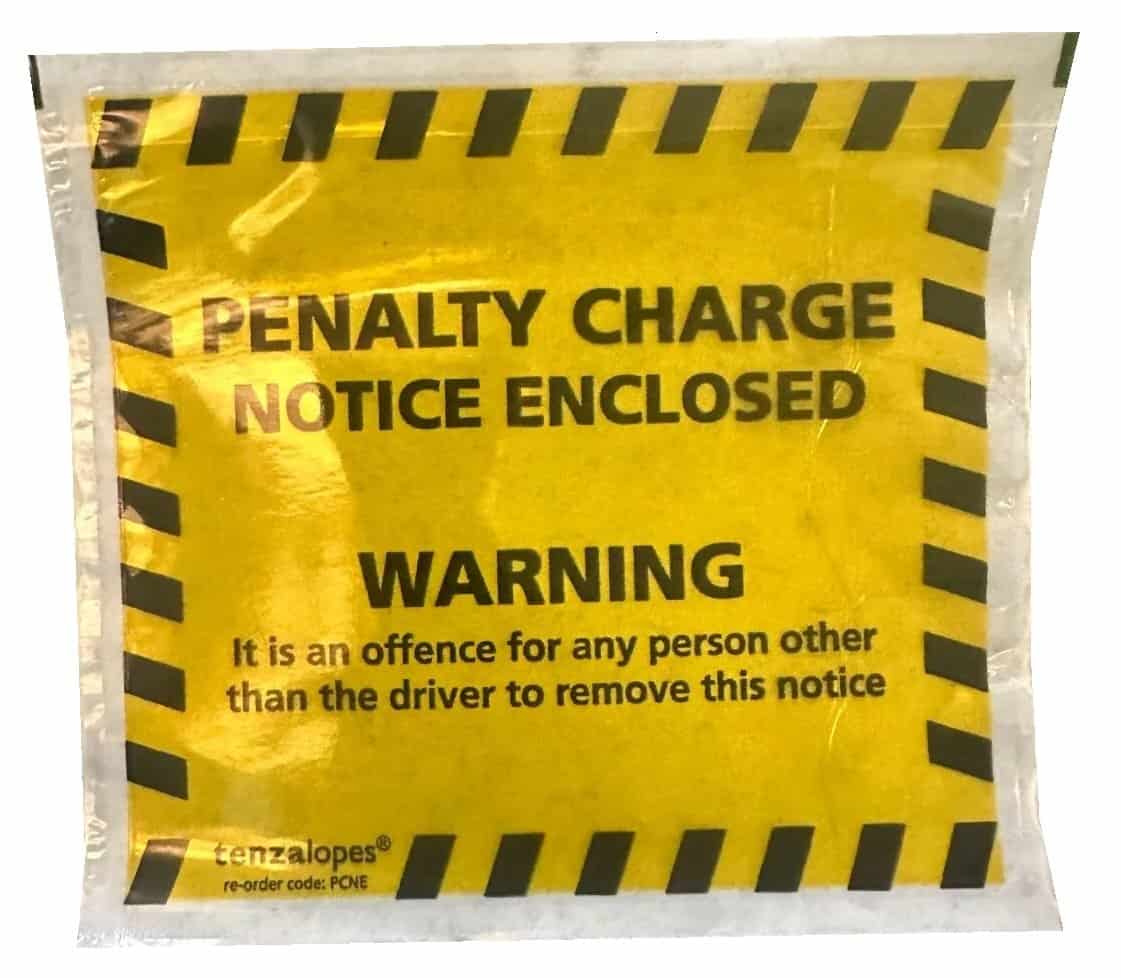 PENALTY CHARGE
NOTICE ENCLOSED
WARNING
It is an offence for any person other
than the driver to remove this notice
tenzalopes®
re-order code: PCNE